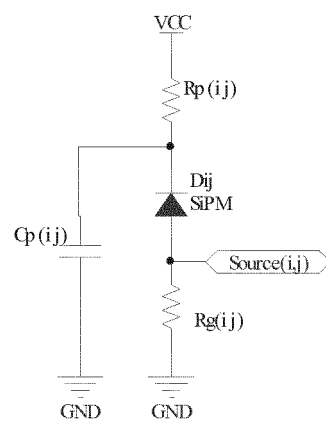 VCC
Rp(ij)
Dij
SiPM
Cp(ij)
Source(i,j)
Rg(ij)
GND
GND